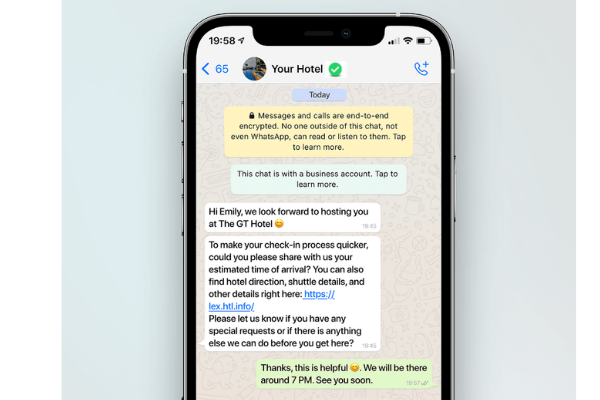 19:58
65 Your Hotel
Today
Messages and calls are end-to-end
encrypted. No one outside of this chat, not
even WhatsApp, can read or listen to them. Tap
to learn more.
This chat is with a business account. Tap to
learn more.
Hi Emily, we look forward to hosting you
at The GT Hotel 😊
19:45
To make your check-in process quicker,
could you please share with us your
estimated time of arrival? You can also
find hotel direction, shuttle details, and
other details right here: https://
lex.htl.info/
Please let us know if you have any
special requests or if there is anything
else we can do before you get here?
19:45
Thanks, this is helpful 😊. We will be there
around 7 PM. See you soon.
19:57